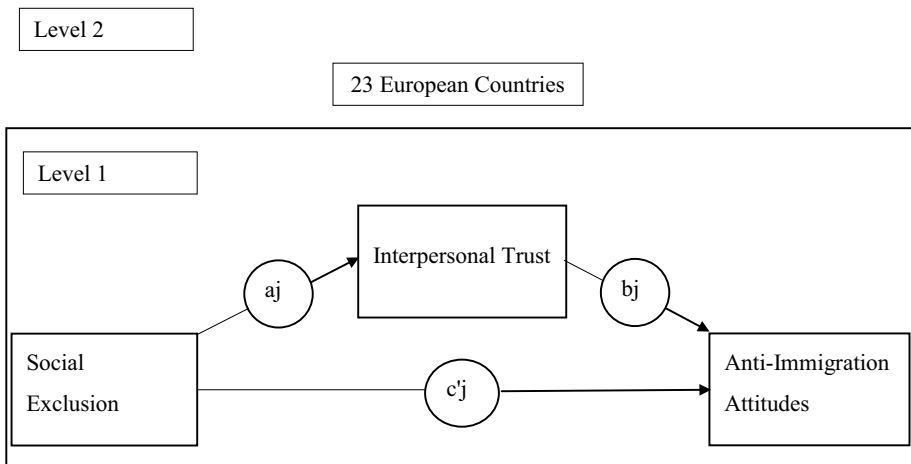 Level 2
23 European Countries
Level 1
Interpersonal Trust
aj
bj
Social
Exclusion
c'j
Anti-Immigration
Attitudes